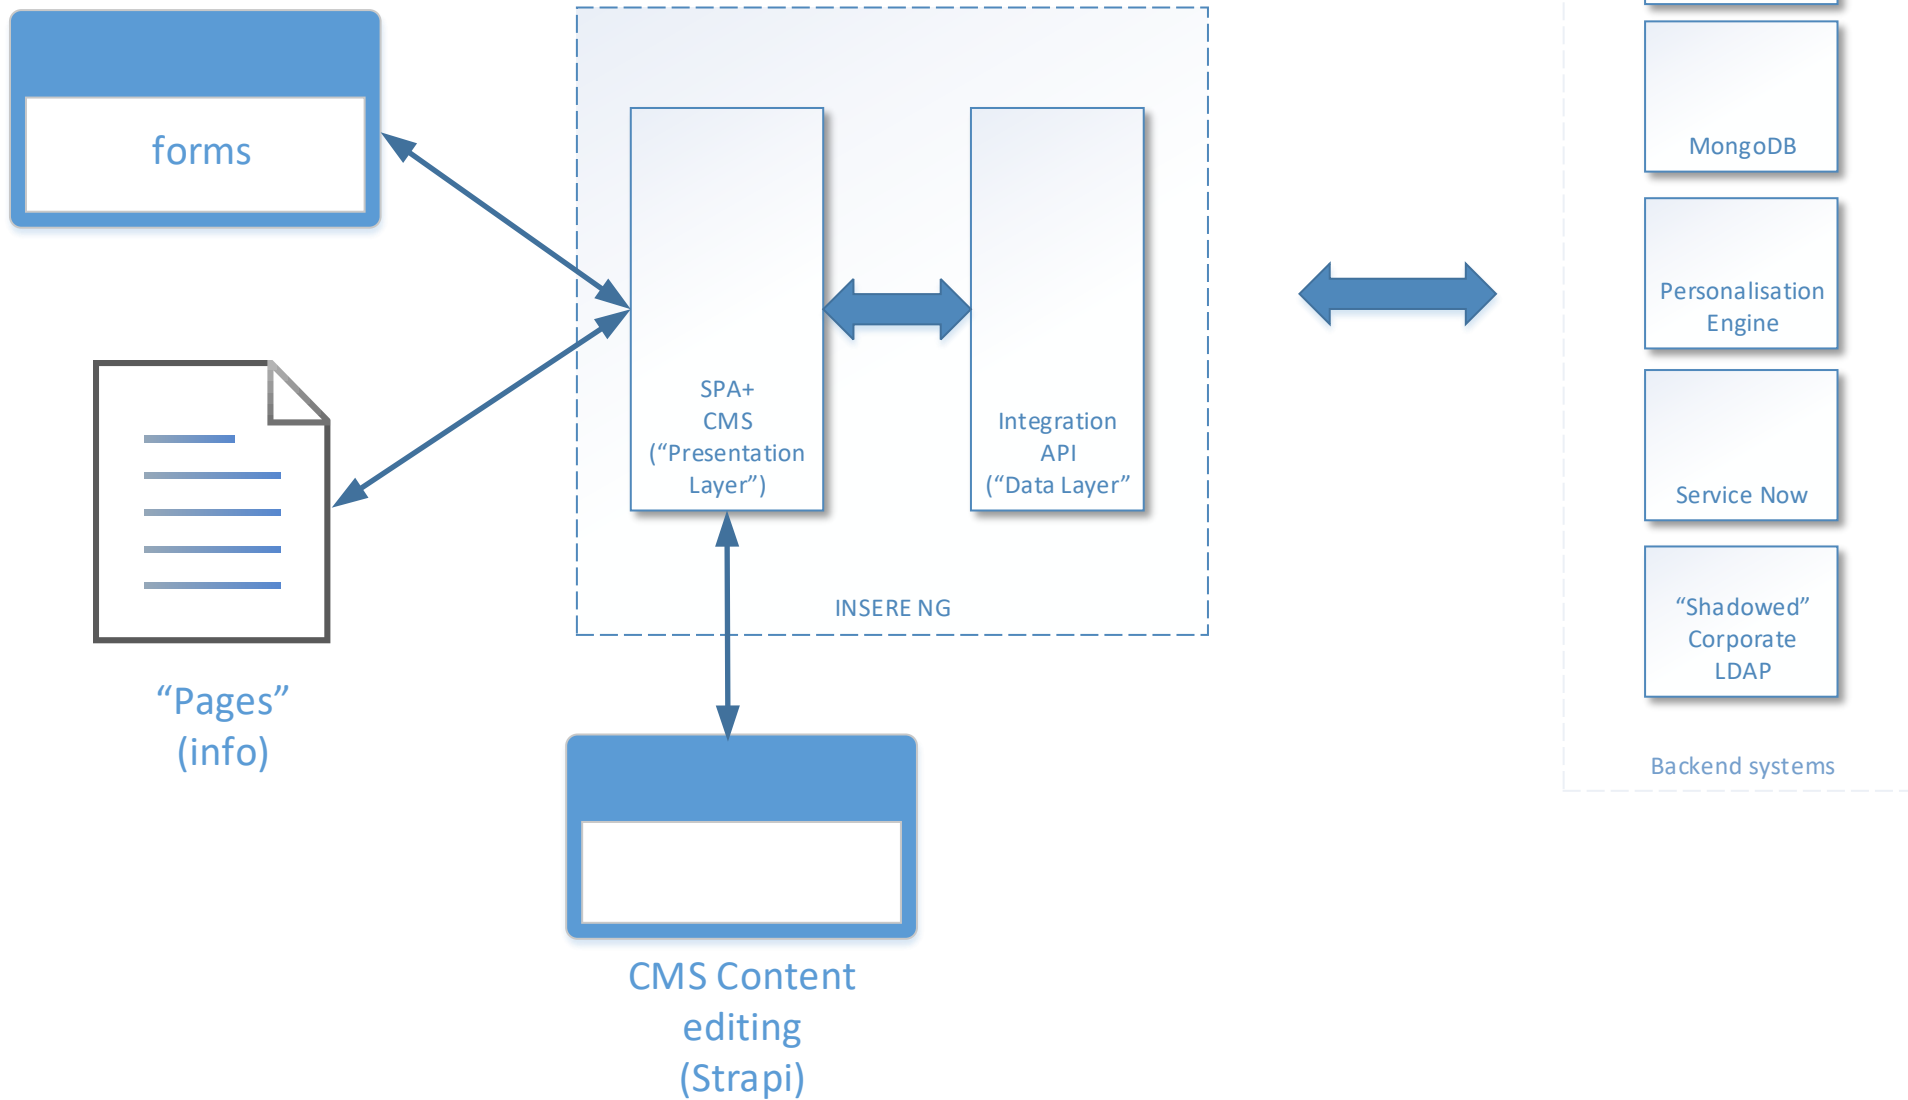 forms
“Pages”
(info)
SPA+
CMS
(“Presentation
Layer”)
Integration
API
(“Data Layer”
INSERE NG
CMS Content
editing
(Strapi)
MongoDB
Personalisation
Engine
Service Now
“Shadowed”
Corporate
LDAP
Backend systems